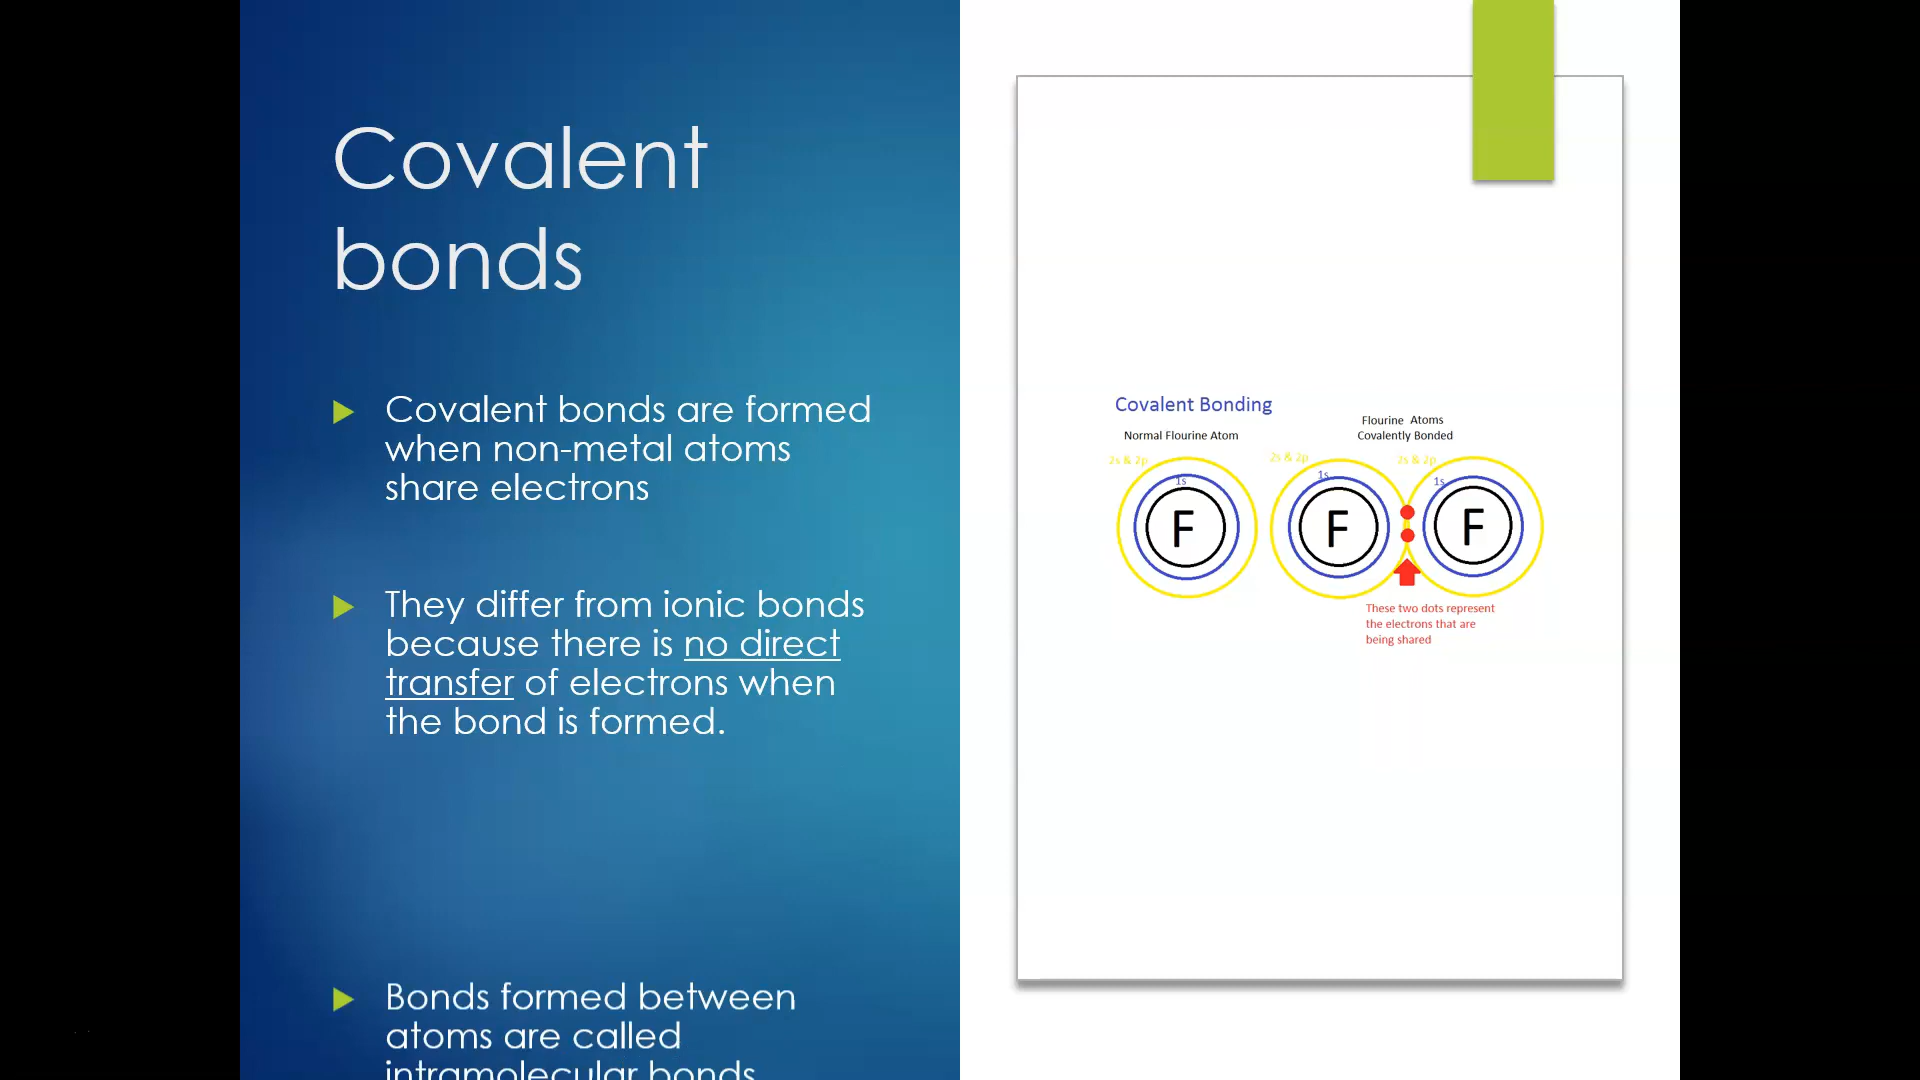 Covalent
bonds
Covalent bonds are formed
when non-metal atoms
share electrons
They differ from ionic bonds
because there is no direct
transfer of electrons when
the bond is formed.
Bonds formed between
atoms are called
intramolecular bonds
Covalent Bonding
Normal Flourine Atom
Flourine Atoms
Covalently Bonded
2s & 2p
1s
F
2s & 2p
1s
F
2s & 2p
1s
F
These two dots represent
the electrons that are
being shared